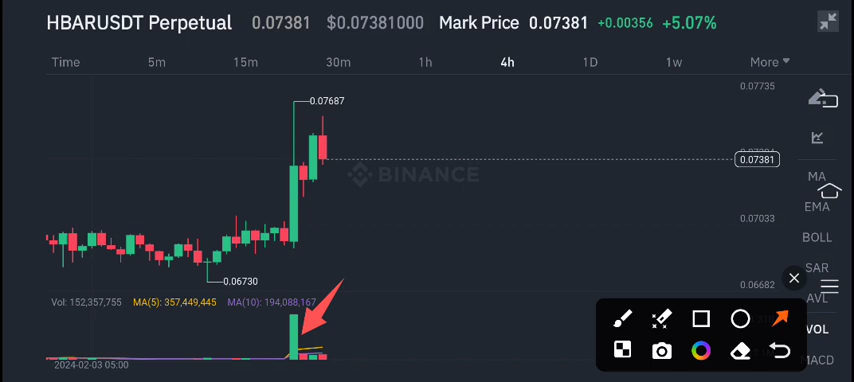 HBARUSDT Perpetual 0.07381 $0.07381000 Mark Price 0.07381 +0.00356 +5.07%
Time 5m 15m 30m 1h 4h 1D 1w More
0.07735
0.07687
0.07381
BINANCE
MA
EMA
0.07033
BOLL
SAR
0.06730
0.06682
AVL
Vol: 152,357,755 MA(5): 357,449,445 MA(10): 194,088,167
VOL
MACD
2024-02-03 05:00